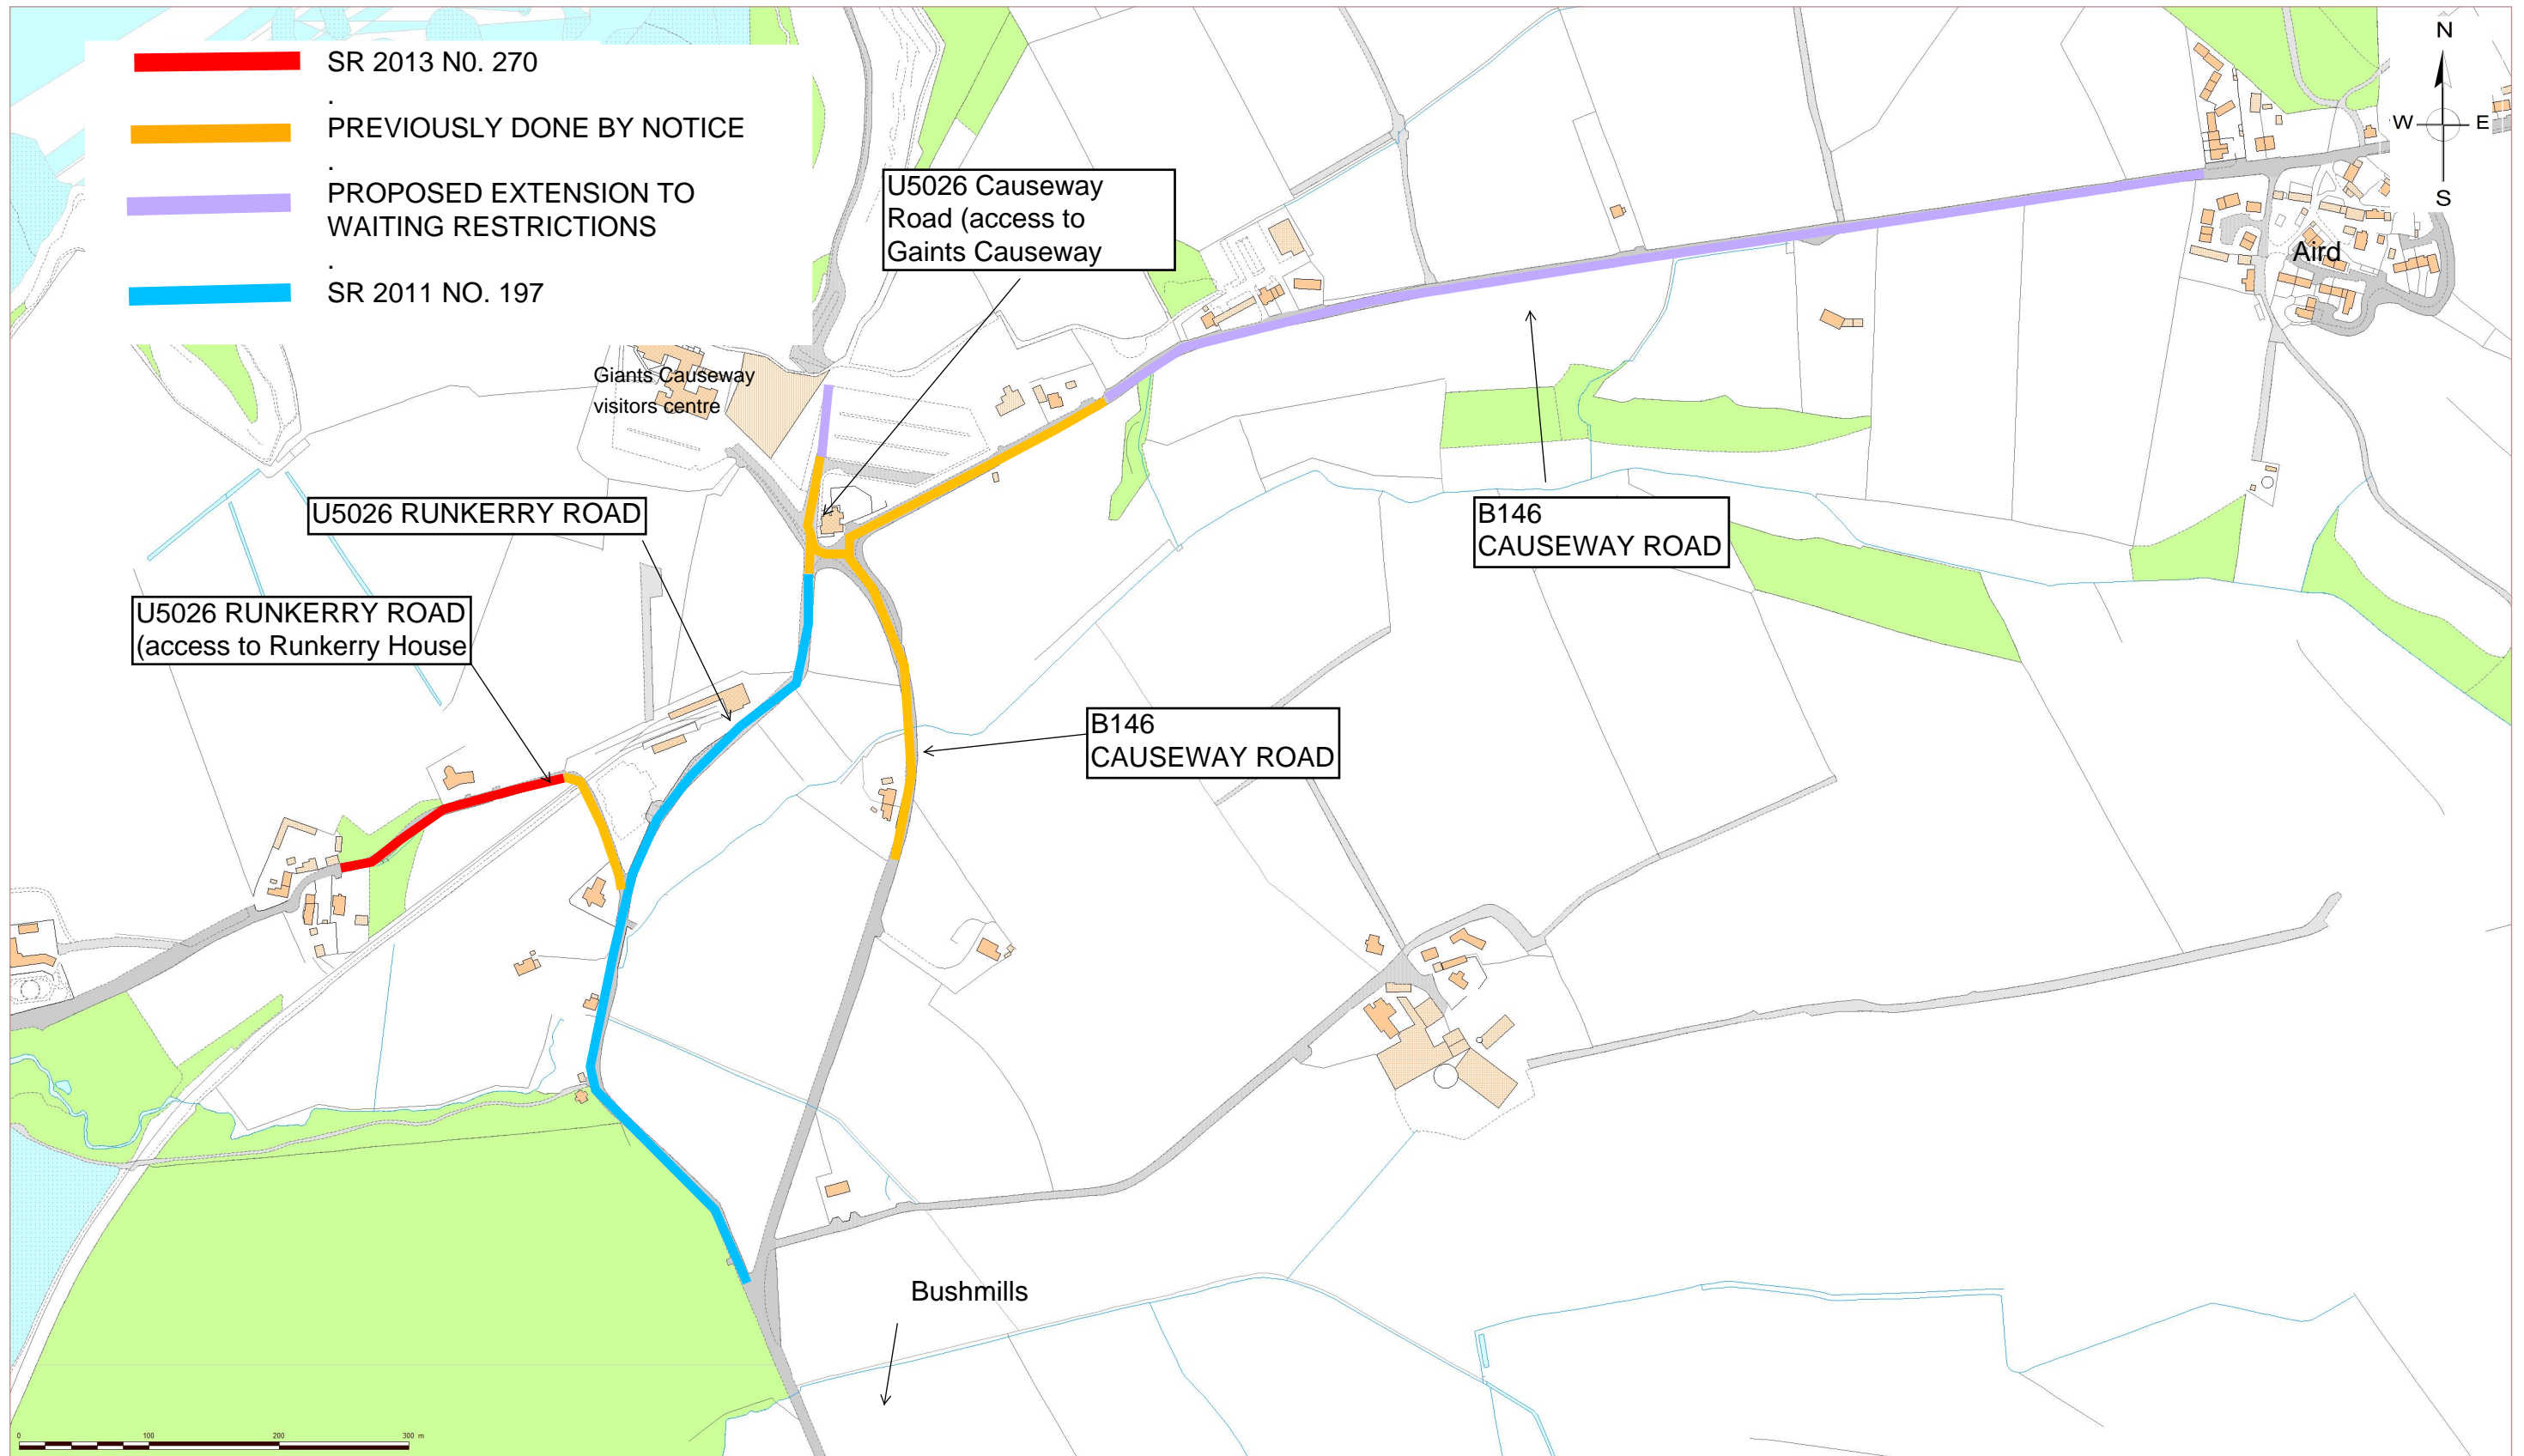 SR 2013 N0. 270
.
PREVIOUSLY DONE BY NOTICE
.
PROPOSED EXTENSION TO
WAITING RESTRICTIONS
.
SR 2011 NO. 197
N
W
E
S
U5026 Causeway
Road (access to
Gaints Causeway
Aird
Giants Causeway
visitors centre
U5026 RUNKERRY ROAD
B146
CAUSEWAY ROAD
U5026 RUNKERRY ROAD
(access to Runkerry House
B146
CAUSEWAY ROAD
Bushmills
0 100 200 300 m